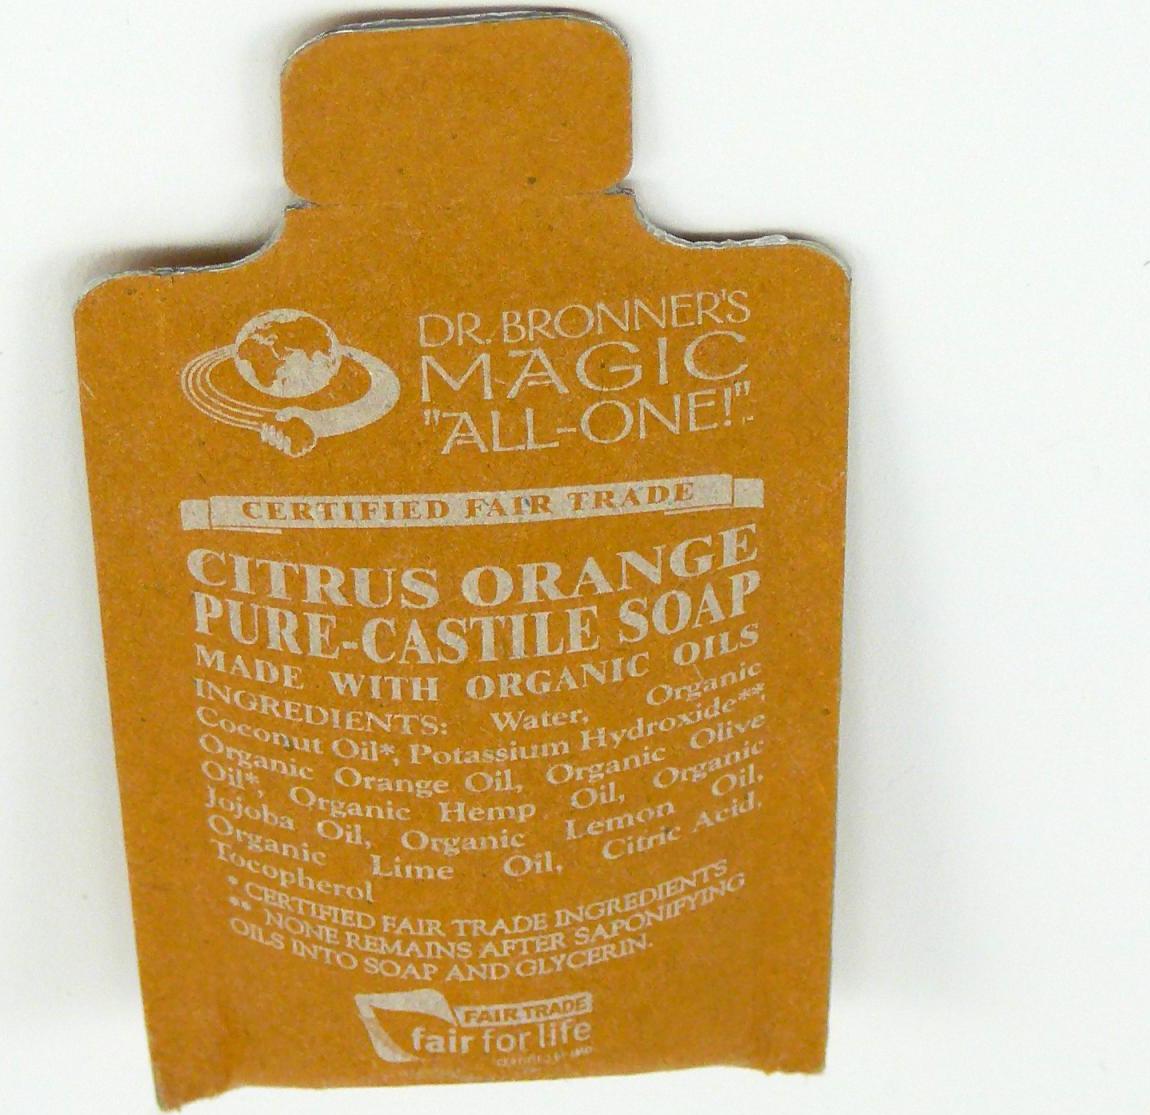 DR. BRONNER'S
MAGIC
"ALL-ONE!"
CERTIFIED FAIR TRADE
CITRUS ORANGE
PURE-CASTILE SOAP
MADE WITH ORGANIC OILS
INGREDIENTS: Water, Organic
Coconut Oil*, Potassium Hydroxide**,
Organic Orange Oil, Organic Olive
Oil*, Organic Hemp Oil, Organic
Jojoba Oil, Organic Lemon Oil,
Organic Lime Oil, Citric Acid,
Tocopherol
* CERTIFIED FAIR TRADE INGREDIENTS
** NONE REMAINS AFTER SAPONIFYING
OILS INTO SOAP AND GLYCERIN.
FAIR TRADE
fair for life
CERTIFIED BY IMO